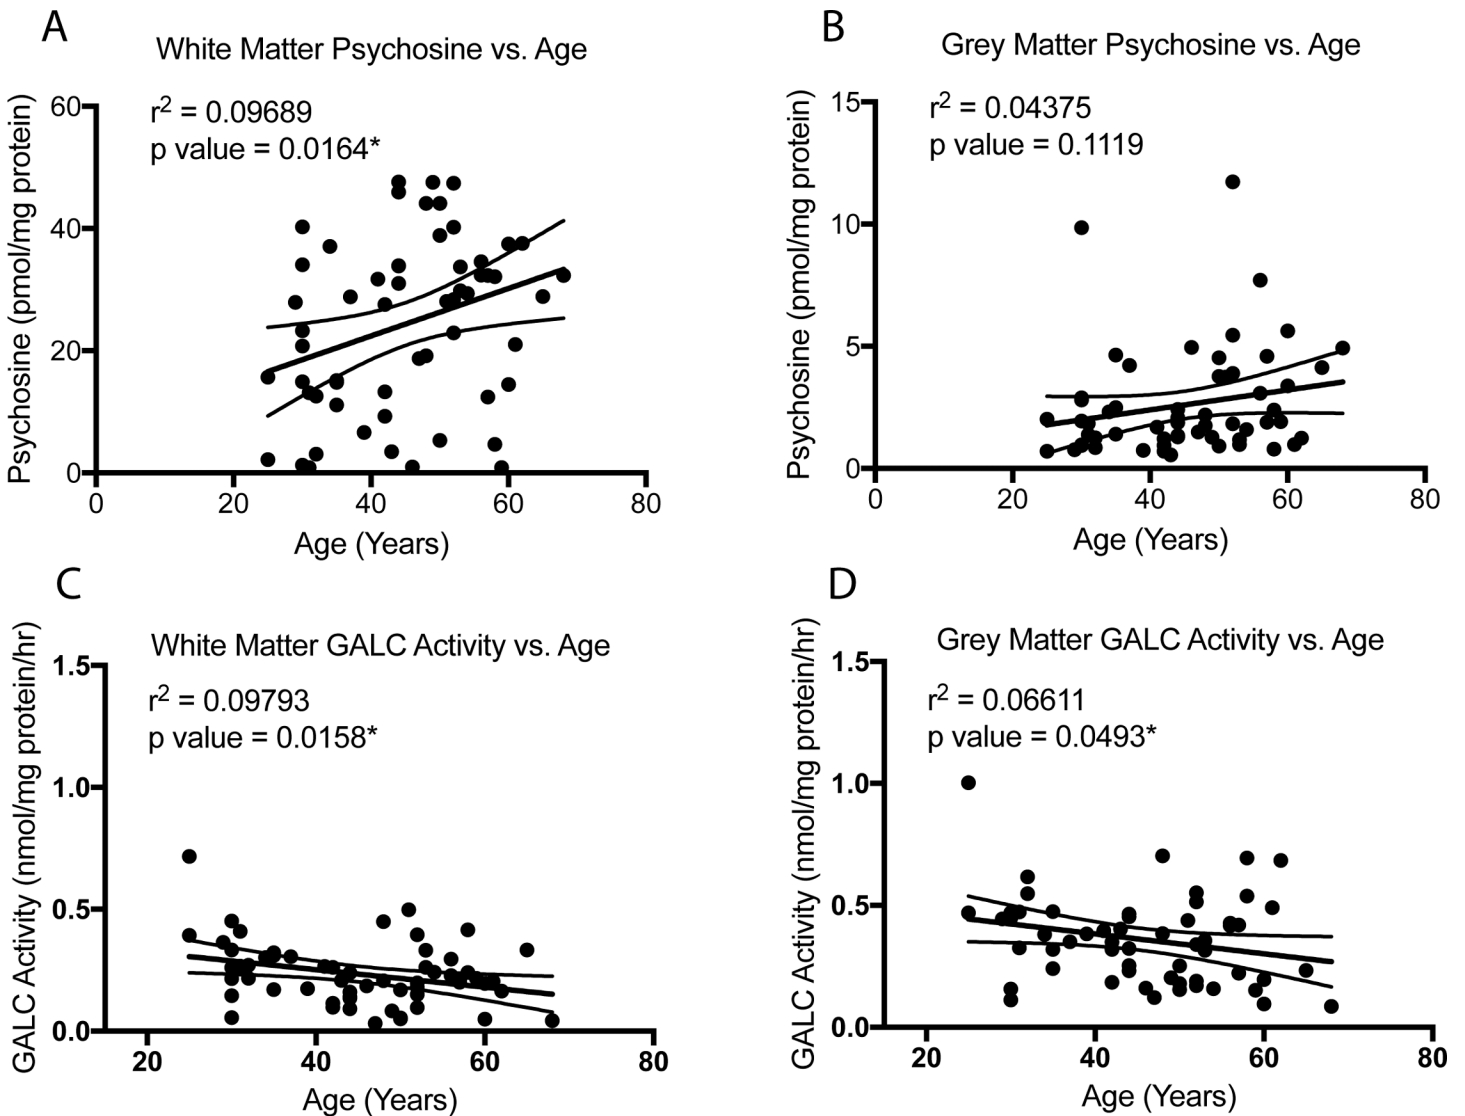 A
White Matter Psychosine vs. Age
r2 = 0.09689
p value = 0.0164*
Psychosine (pmol/mg protein)
60
40
20
0
0 20 40 60 80
Age (Years)
B
Grey Matter Psychosine vs. Age
r2 = 0.04375
p value = 0.1119
Psychosine (pmol/mg protein)
15
10
5
0
0 20 40 60 80
Age (Years)
C
White Matter GALC Activity vs. Age
r2 = 0.09793
p value = 0.0158*
GALC Activity (nmol/mg protein/hr)
1.5
1.0
0.5
0.0
20 40 60 80
Age (Years)
D
Grey Matter GALC Activity vs. Age
r2 = 0.06611
p value = 0.0493*
GALC Activity (nmol/mg protein/hr)
1.5
1.0
0.5
0.0
20 40 60 80
Age (Years)